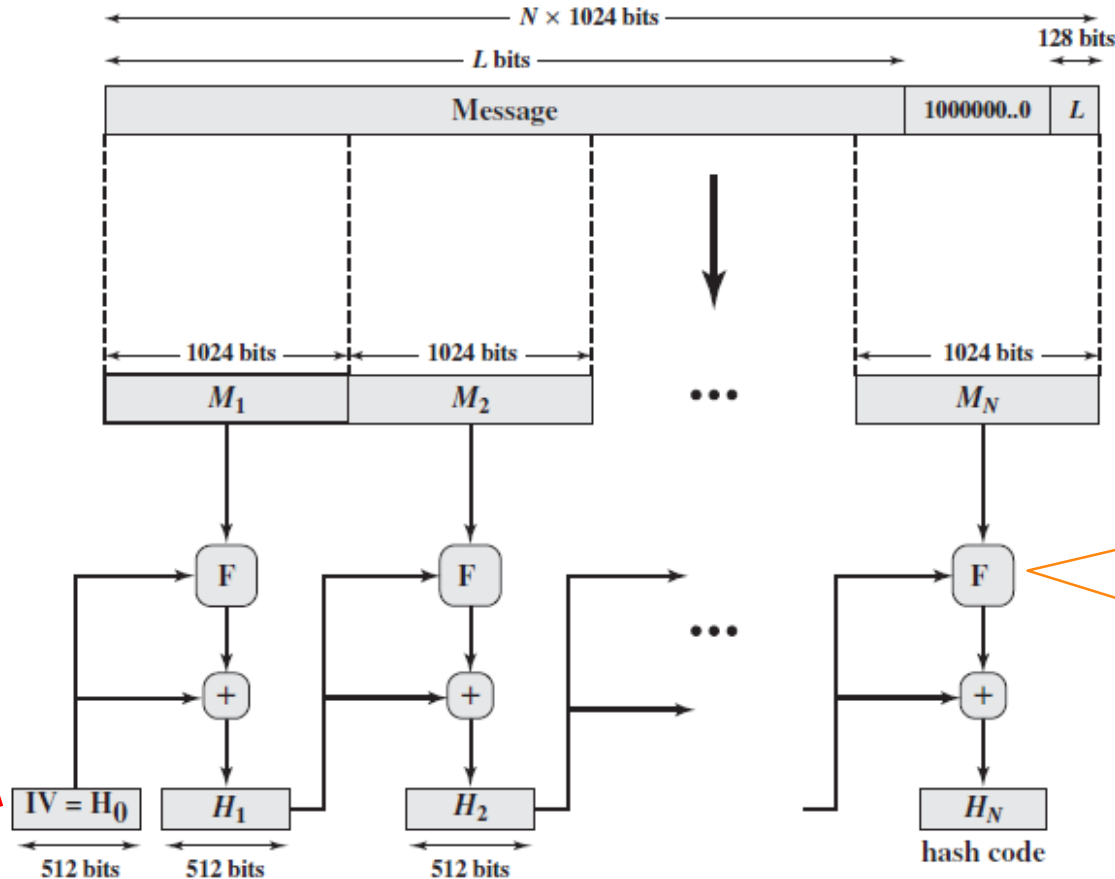 N × 1024 bits
128 bits
L bits
Message 1000000..0 L
1024 bits 1024 bits 1024 bits
M1 M2 ••• MN
F F F
•••
+ + +
IV = H0 H1 H2 HN
512 bits 512 bits 512 bits hash code